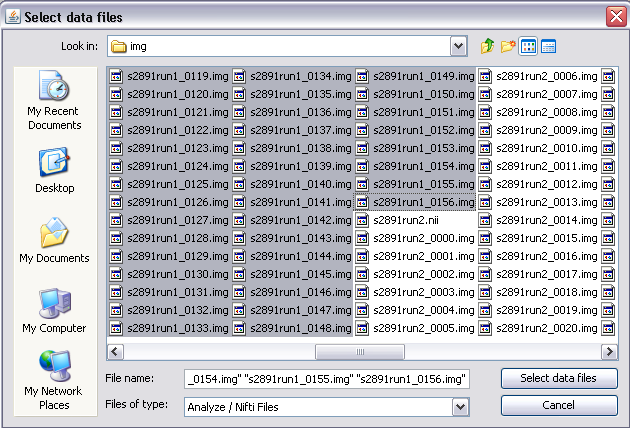 Select data files
Look in:
img
My Recent
Documents
Desktop
My Documents
My Computer
My Network
Places
s2891run1_0119.img
s2891run1_0120.img
s2891run1_0121.img
s2891run1_0122.img
s2891run1_0123.img
s2891run1_0124.img
s2891run1_0125.img
s2891run1_0126.img
s2891run1_0127.img
s2891run1_0128.img
s2891run1_0129.img
s2891run1_0130.img
s2891run1_0131.img
s2891run1_0132.img
s2891run1_0133.img
s2891run1_0134.img
s2891run1_0135.img
s2891run1_0136.img
s2891run1_0137.img
s2891run1_0138.img
s2891run1_0139.img
s2891run1_0140.img
s2891run1_0141.img
s2891run1_0142.img
s2891run1_0143.img
s2891run1_0144.img
s2891run1_0145.img
s2891run1_0146.img
s2891run1_0147.img
s2891run1_0148.img
s2891run1_0149.img
s2891run1_0150.img
s2891run1_0151.img
s2891run1_0152.img
s2891run1_0153.img
s2891run1_0154.img
s2891run1_0155.img
s2891run1_0156.img
s2891run2.nii
s2891run2_0000.img
s2891run2_0001.img
s2891run2_0002.img
s2891run2_0003.img
s2891run2_0004.img
s2891run2_0005.img
s2891run2_0006.img
s2891run2_0007.img
s2891run2_0008.img
s2891run2_0009.img
s2891run2_0010.img
s2891run2_0011.img
s2891run2_0012.img
s2891run2_0013.img
s2891run2_0014.img
s2891run2_0015.img
s2891run2_0016.img
s2891run2_0017.img
s2891run2_0018.img
s2891run2_0019.img
s2891run2_0020.img
File name:
_0154.img" "s2891run1_0155.img" "s2891run1_0156.img"
Select data files
Files of type:
Analyze / Nifti Files
Cancel